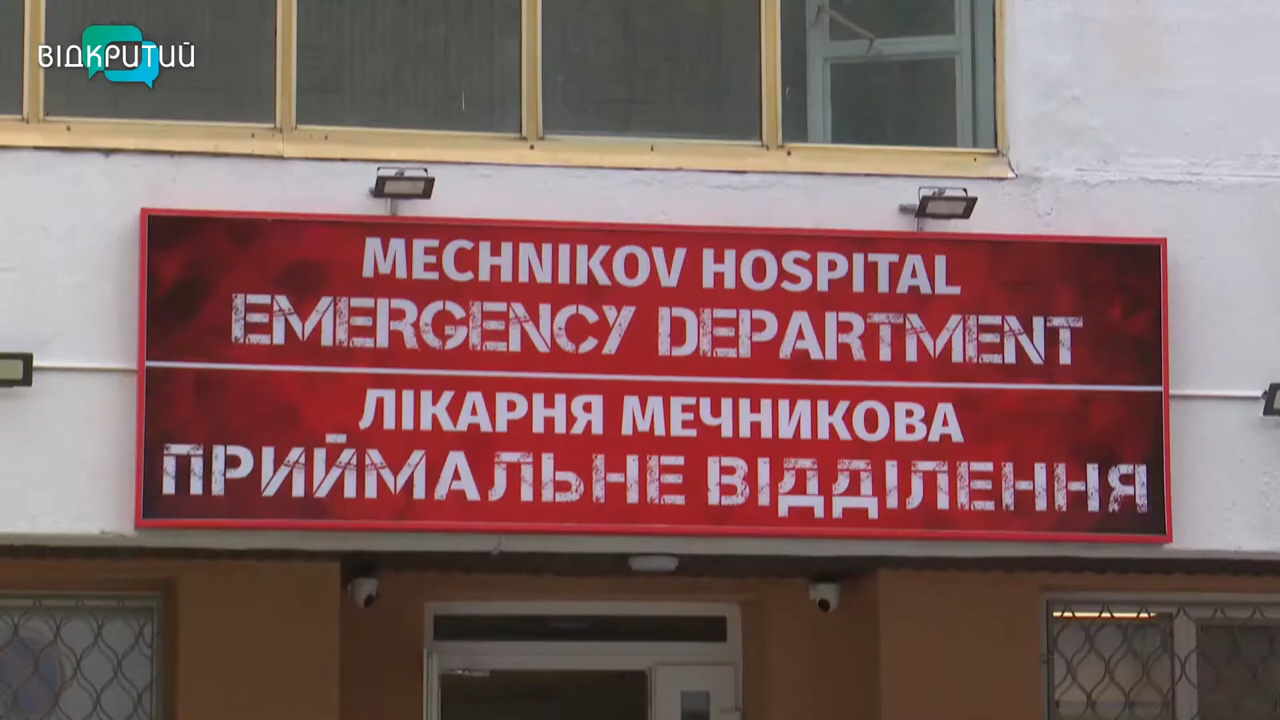 ВІДКРИТИЙ
MECHNIKOV HOSPITAL
EMERGENCY DEPARTMENT
ЛІКАРНЯ МЕЧНИКОВА
ПРИЙМАЛЬНЕ ВІДДІЛЕННЯ